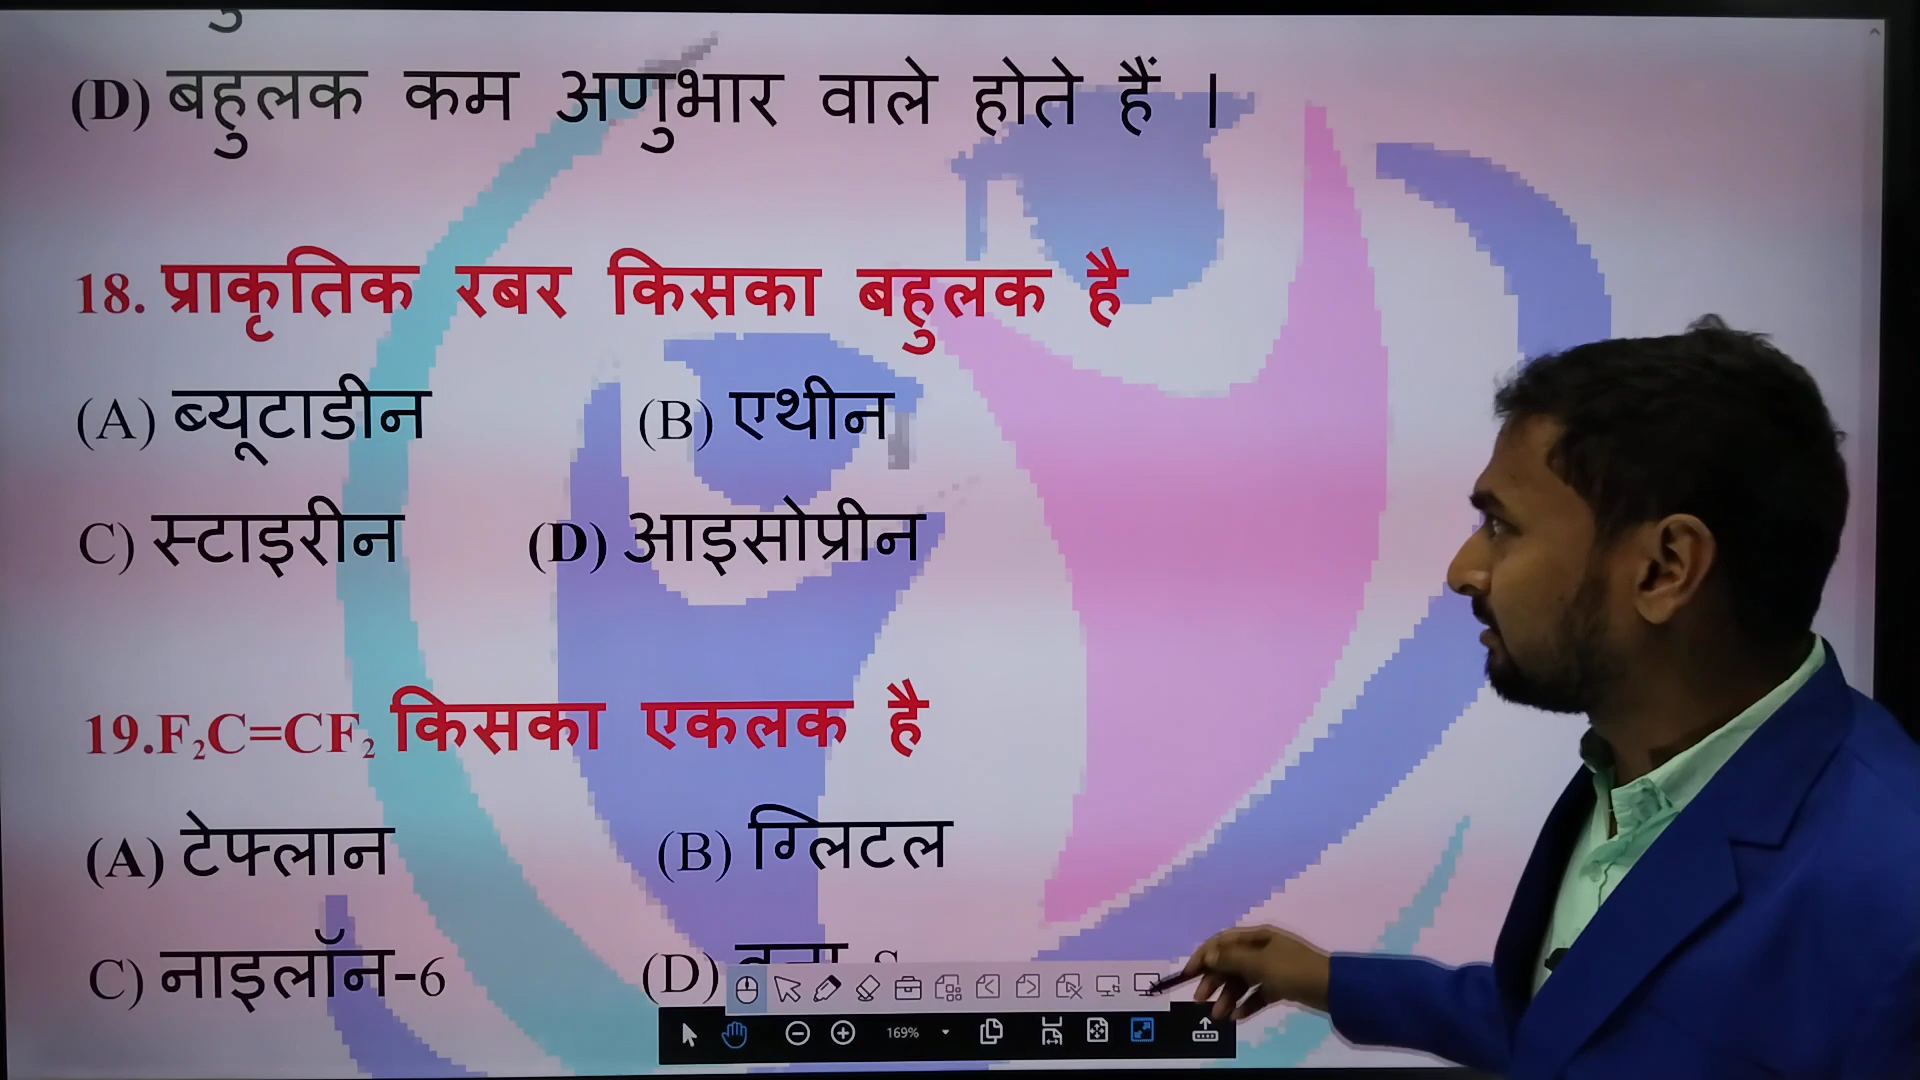 (D) बहुलक कम अणुभार वाले होते हैं ।
18. प्राकृतिक रबर किसका बहुलक है
(A) ब्यूटाडीन (B) एथीन
C) स्टाइरीन (D) आइसोप्रीन
19.F₂C=CF₂ किसका एकलक है
(A) टेफ्लान (B) ग्लिटल
C) नाइलॉन-6 (D)
169%